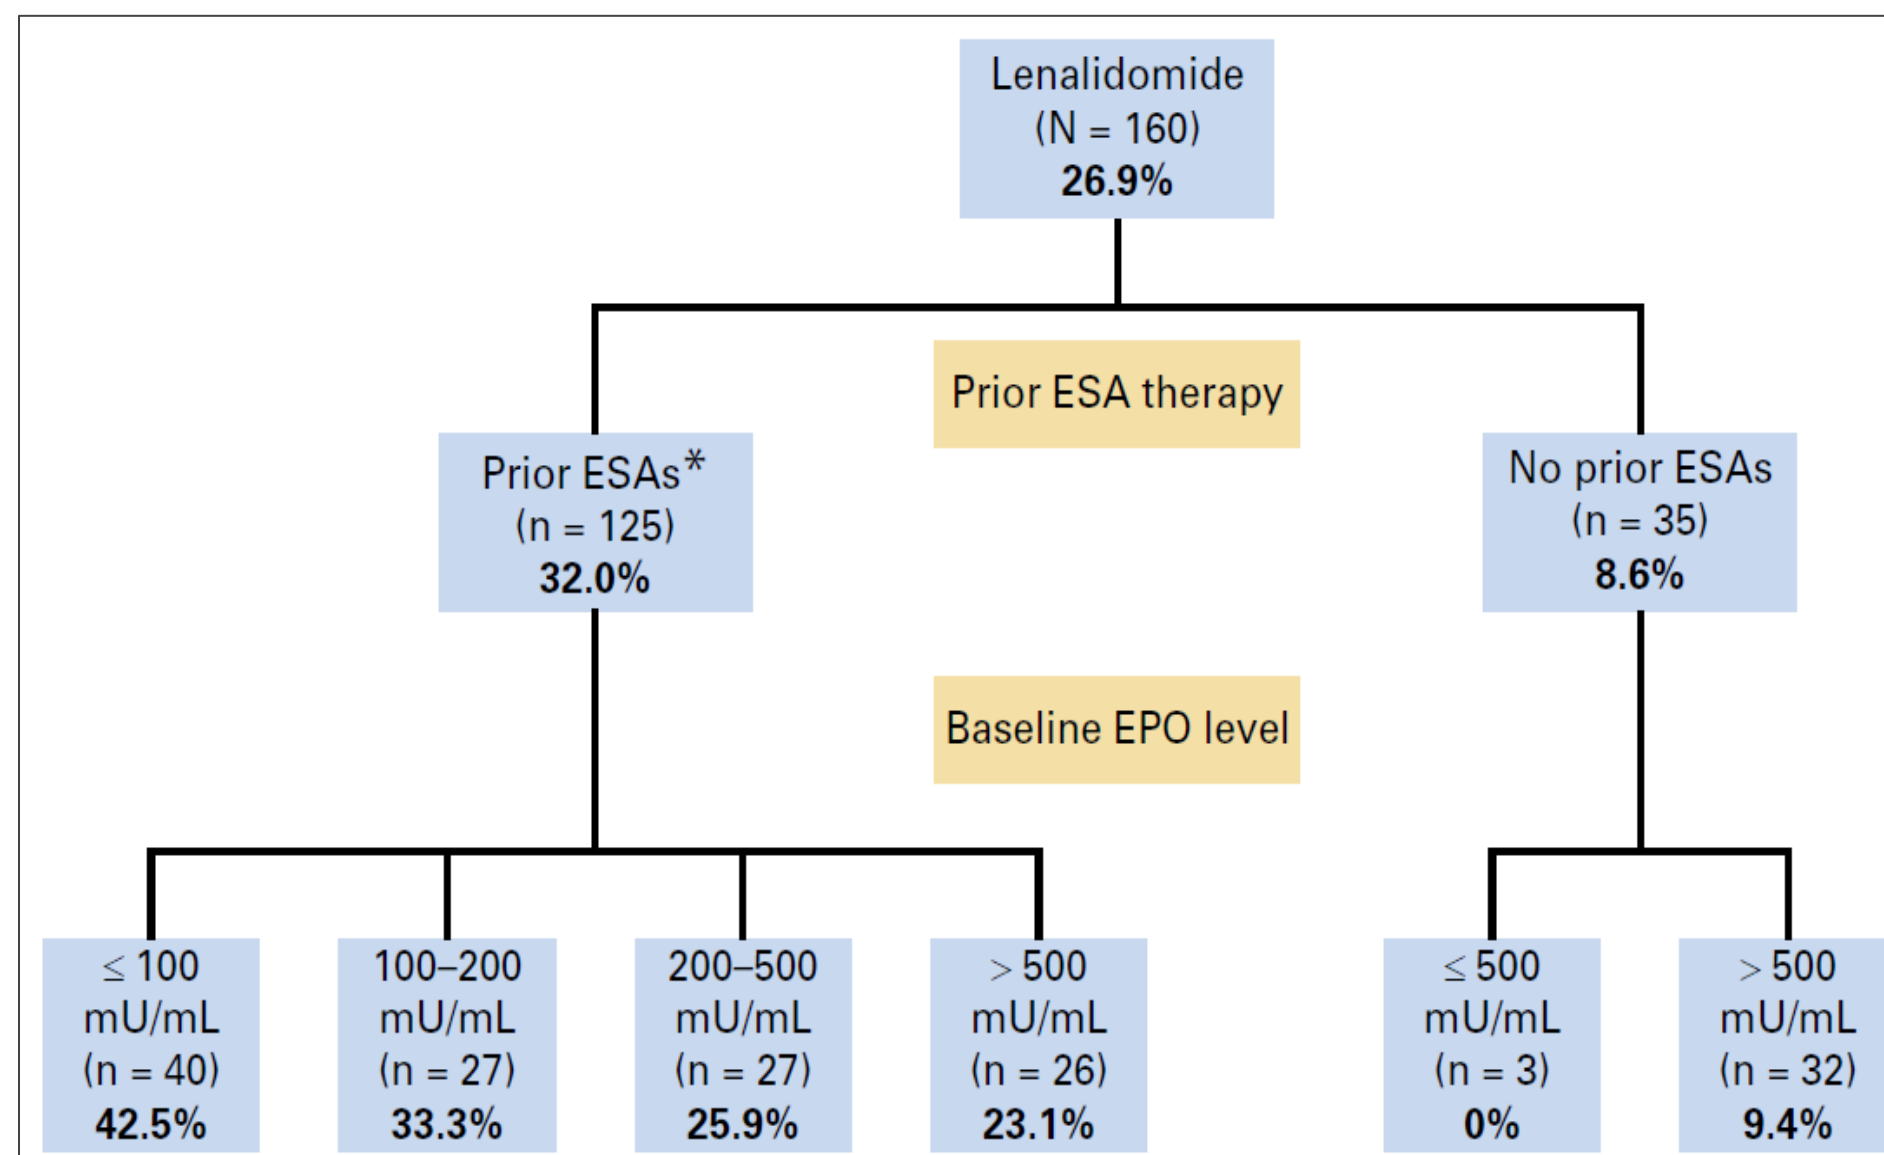 Lenalidomide
(N = 160)
26.9%
Prior ESA therapy
Prior ESAs*
(n = 125)
32.0%
No prior ESAs
(n = 35)
8.6%
Baseline EPO level
≤ 100
mU/mL
(n = 40)
42.5%
100–200
mU/mL
(n = 27)
33.3%
200–500
mU/mL
(n = 27)
25.9%
> 500
mU/mL
(n = 26)
23.1%
≤ 500
mU/mL
(n = 3)
0%
> 500
mU/mL
(n = 32)
9.4%